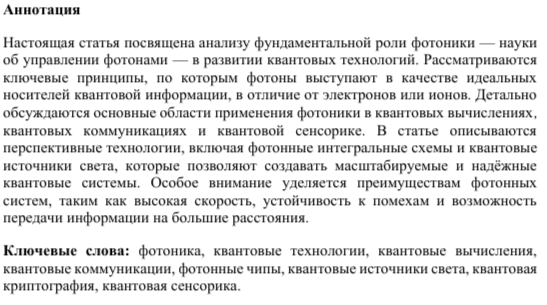 Аннотация
Настоящая статья посвящена анализу фундаментальной роли фотоники — науки
об управлении фотонами — в развитии квантовых технологий. Рассматриваются
ключевые принципы, по которым фотоны выступают в качестве идеальных
носителей квантовой информации, в отличие от электронов или ионов. Детально
обсуждаются основные области применения фотоники в квантовых вычислениях,
квантовых коммуникациях и квантовой сенсорике. В статье описываются
перспективные технологии, включая фотонные интегральные схемы и квантовые
источники света, которые позволяют создавать масштабируемые и надёжные
квантовые системы. Особое внимание уделяется преимуществам фотонных
систем, таким как высокая скорость, устойчивость к помехам и возможность
передачи информации на большие расстояния.
Ключевые слова: фотоника, квантовые технологии, квантовые вычисления,
квантовые коммуникации, фотонные чипы, квантовые источники света, квантовая
криптография, квантовая сенсорика.